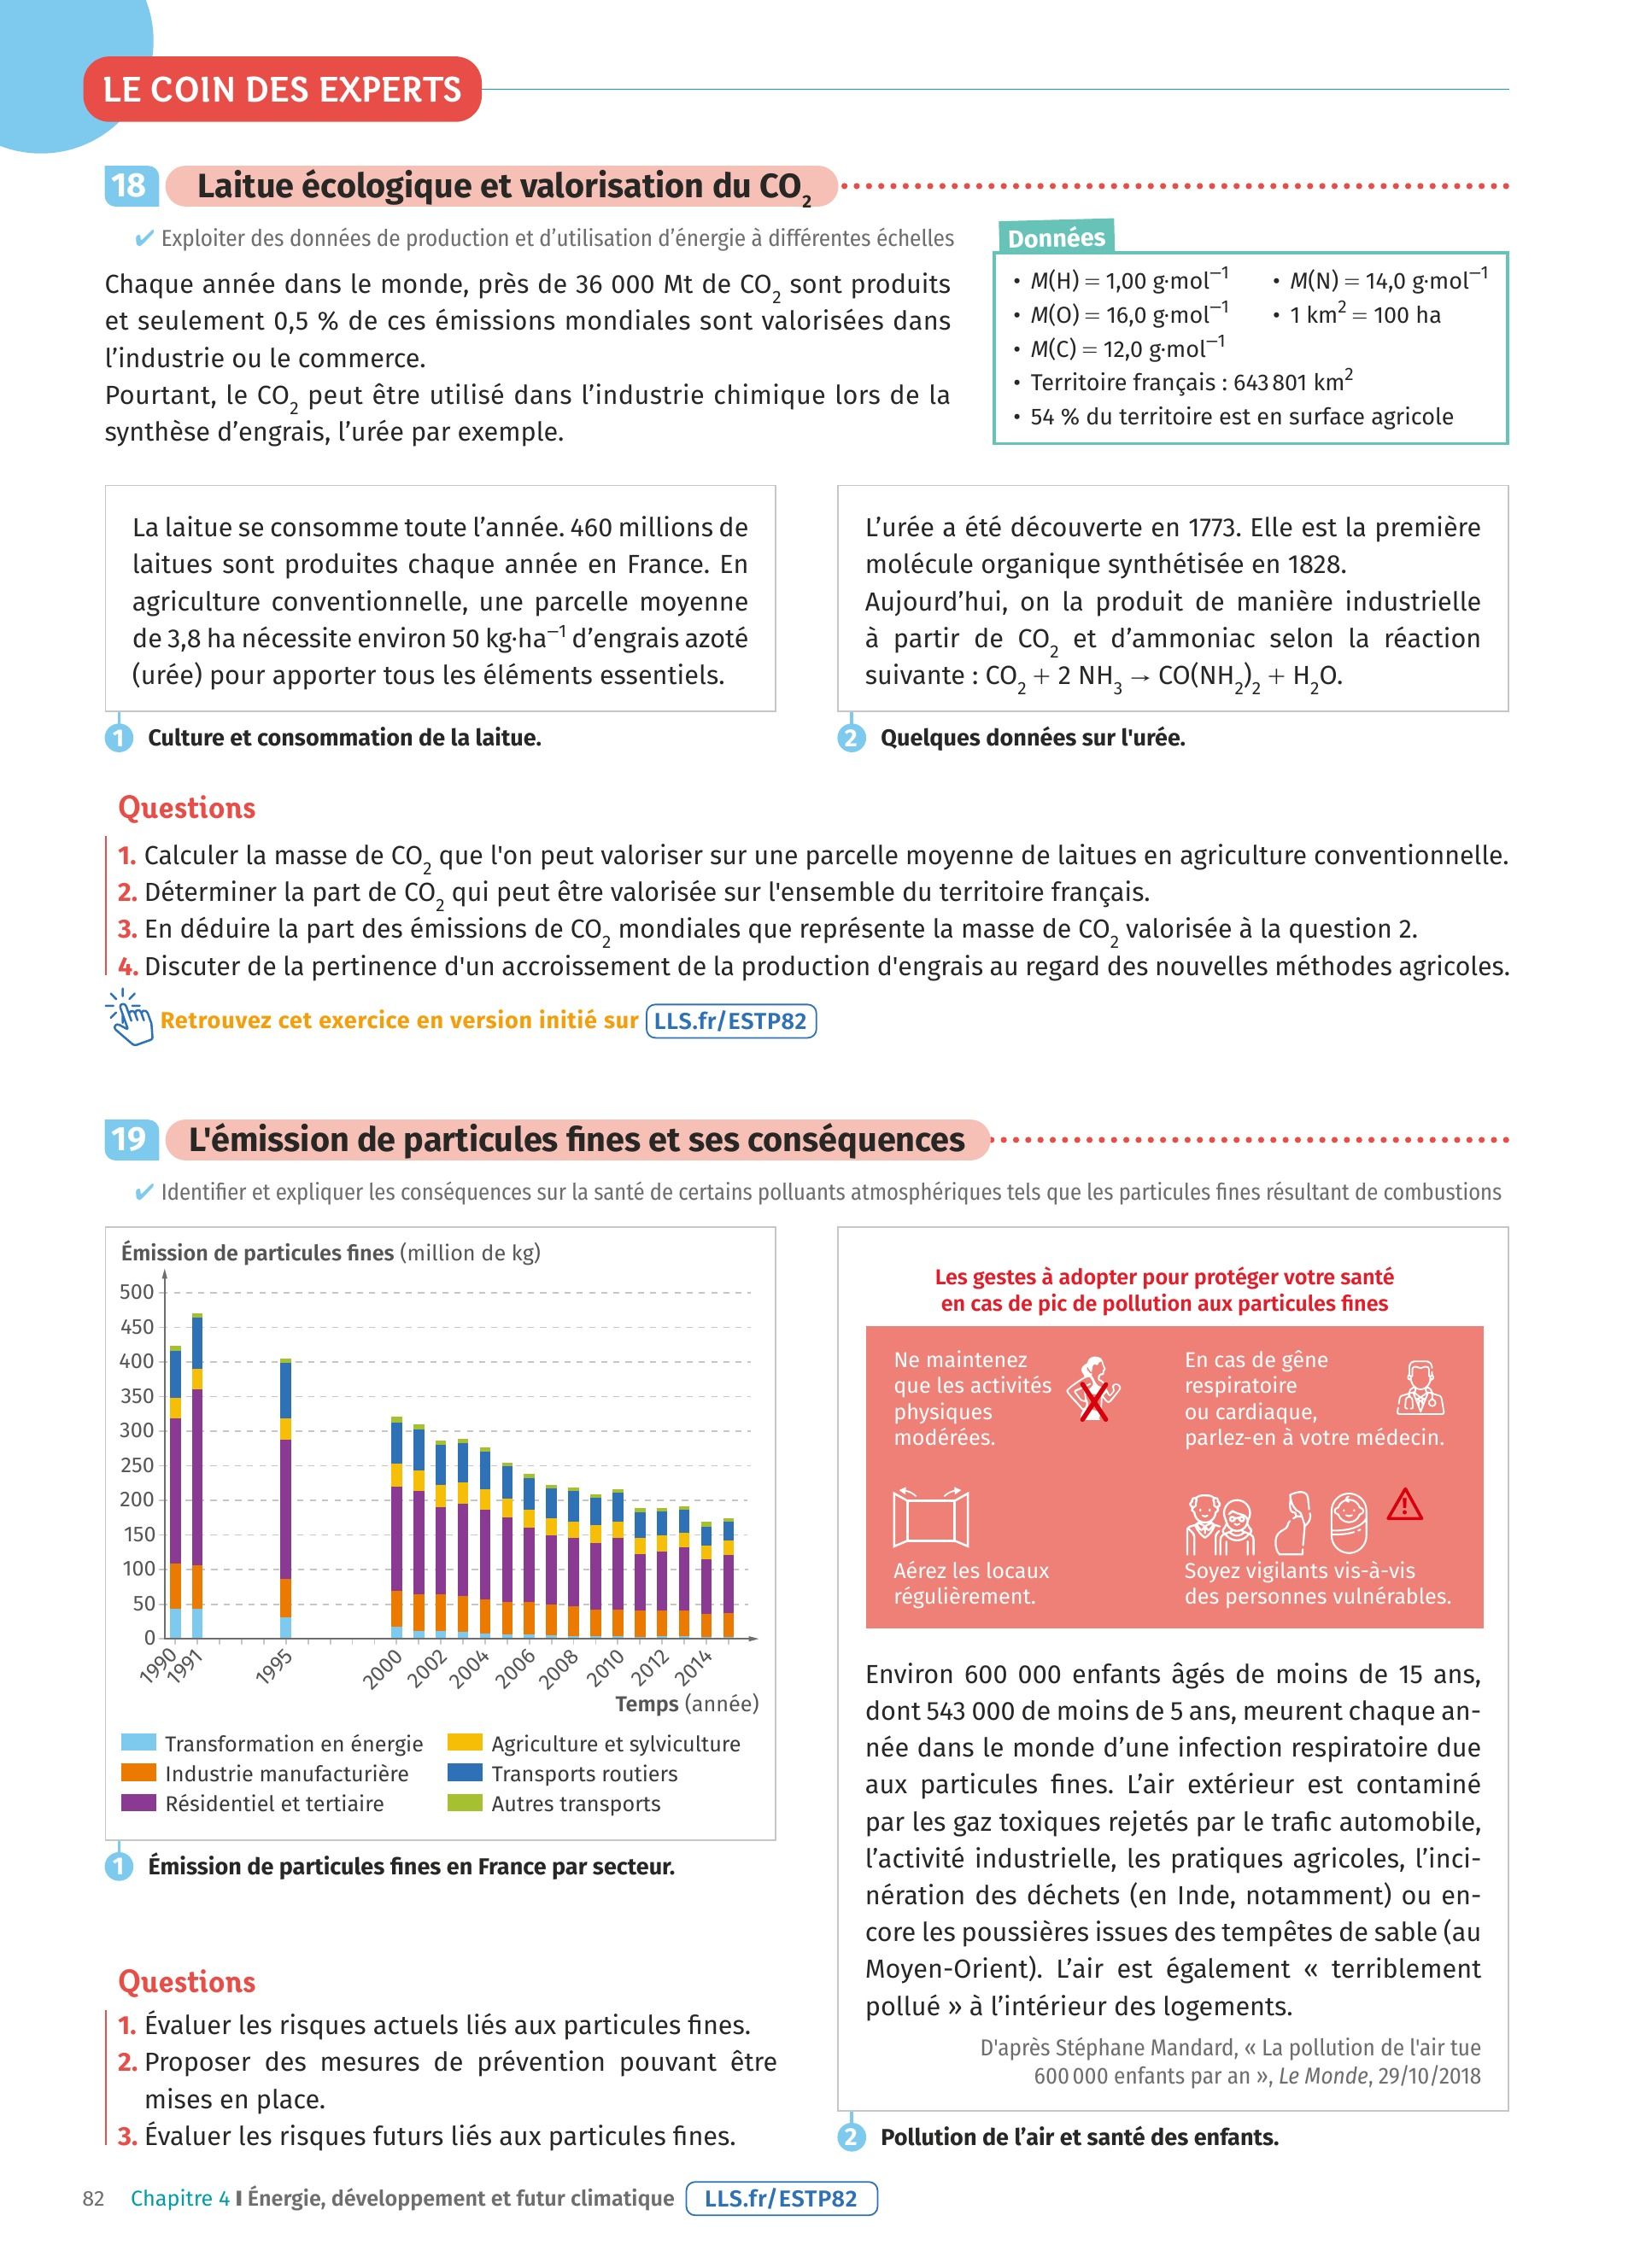 LE COIN DES EXPERTS
18 Laitue écologique et valorisation du CO₂
✔ Exploiter des données de production et d’utilisation d’énergie à différentes échelles
Chaque année dans le monde, près de 36 000 Mt de CO₂ sont produits
et seulement 0,5 % de ces émissions mondiales sont valorisées dans
l’industrie ou le commerce.
Pourtant, le CO₂ peut être utilisé dans l’industrie chimique lors de la
synthèse d’engrais, l’urée par exemple.
Données
• M(H) = 1,00 g·mol⁻¹ • M(N) = 14,0 g·mol⁻¹
• M(O) = 16,0 g·mol⁻¹ • 1 km² = 100 ha
• M(C) = 12,0 g·mol⁻¹
• Territoire français : 643 801 km²
• 54 % du territoire est en surface agricole
La laitue se consomme toute l’année. 460 millions de
laitues sont produites chaque année en France. En
agriculture conventionnelle, une parcelle moyenne
de 3,8 ha nécessite environ 50 kg·ha⁻¹ d’engrais azoté
(urée) pour apporter tous les éléments essentiels.
1 Culture et consommation de la laitue.
L’urée a été découverte en 1773. Elle est la première
molécule organique synthétisée en 1828.
Aujourd’hui, on la produit de manière industrielle
à partir de CO₂ et d’ammoniac selon la réaction
suivante : CO₂ + 2 NH₃ → CO(NH₂)₂ + H₂O.
2 Quelques données sur l'urée.
Questions
1. Calculer la masse de CO₂ que l'on peut valoriser sur une parcelle moyenne de laitues en agriculture conventionnelle.
2. Déterminer la part de CO₂ qui peut être valorisée sur l'ensemble du territoire français.
3. En déduire la part des émissions de CO₂ mondiales que représente la masse de CO₂ valorisée à la question 2.
4. Discuter de la pertinence d'un accroissement de la production d'engrais au regard des nouvelles méthodes agricoles.
Retrouvez cet exercice en version initié sur LLS.fr/ESTP82
19 L'émission de particules fines et ses conséquences
✔ Identifier et expliquer les conséquences sur la santé de certains polluants atmosphériques tels que les particules fines résultant de combustions
Émission de particules fines (million de kg)
500
450
400
350
300
250
200
150
100
50
0
1990 1991 1995 2000 2002 2004 2006 2008 2010 2012 2014
Temps (année)
Transformation en énergie Agriculture et sylviculture
Industrie manufacturière Transports routiers
Résidentiel et tertiaire Autres transports
1 Émission de particules fines en France par secteur.
Questions
1. Évaluer les risques actuels liés aux particules fines.
2. Proposer des mesures de prévention pouvant être
mises en place.
3. Évaluer les risques futurs liés aux particules fines.
Les gestes à adopter pour protéger votre santé
en cas de pic de pollution aux particules fines
Ne maintenez
que les activités
physiques
modérées.
En cas de gêne
respiratoire
ou cardiaque,
parlez-en à votre médecin.
Aérez les locaux
régulièrement.
Soyez vigilants vis-à-vis
des personnes vulnérables.
Environ 600 000 enfants âgés de moins de 15 ans,
dont 543 000 de moins de 5 ans, meurent chaque an-
née dans le monde d’une infection respiratoire due
aux particules fines. L’air extérieur est contaminé
par les gaz toxiques rejetés par le trafic automobile,
l’activité industrielle, les pratiques agricoles, l’inci-
nération des déchets (en Inde, notamment) ou en-
core les poussières issues des tempêtes de sable (au
Moyen-Orient). L’air est également « terriblement
pollué » à l’intérieur des logements.
D'après Stéphane Mandard, « La pollution de l'air tue
600 000 enfants par an », Le Monde, 29/10/2018
2 Pollution de l’air et santé des enfants.
82 Chapitre 4 I Énergie, développement et futur climatique LLS.fr/ESTP82